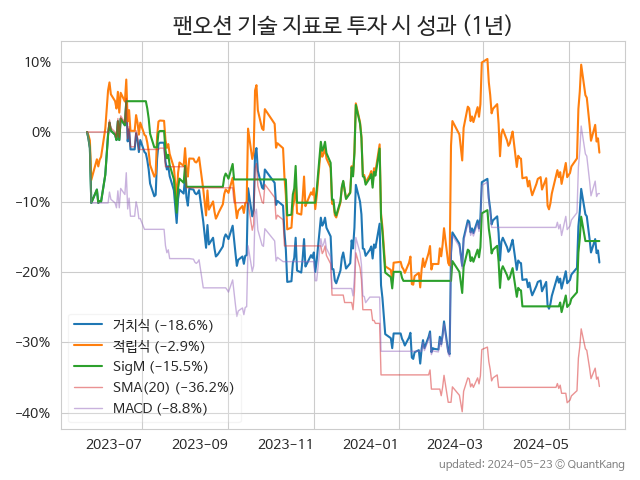 팬오션 기술 지표로 투자 시 성과 (1년)
10%
0%
−10%
−20%
−30%
−40%
거치식 (−18.6%)
적립식 (−2.9%)
SigM (−15.5%)
SMA(20) (−36.2%)
MACD (−8.8%)
2023-07
2023-09
2023-11
2024-01
2024-03
2024-05
updated: 2024-05-23 ⓒ QuantKang